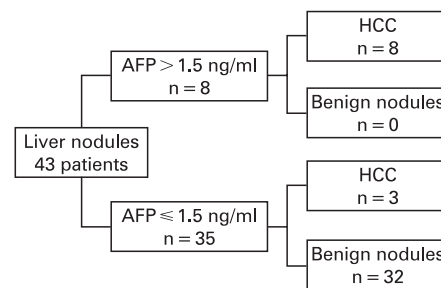 Liver nodules
43 patients
AFP > 1.5 ng/ml
n = 8
HCC
n = 8
Benign nodules
n = 0
AFP ≤ 1.5 ng/ml
n = 35
HCC
n = 3
Benign nodules
n = 32